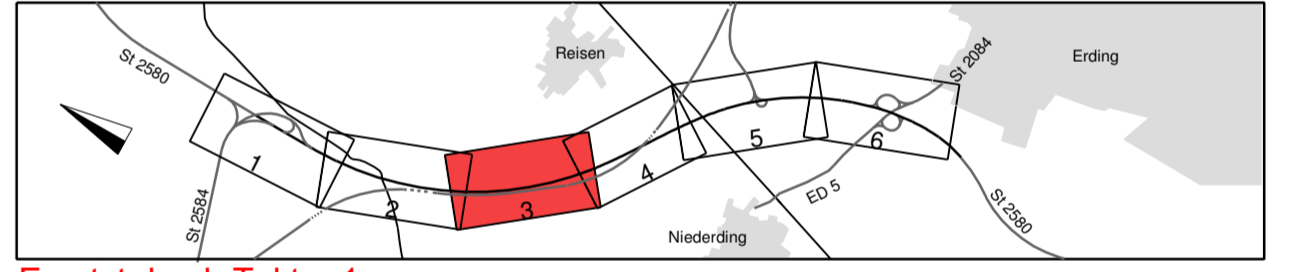 St 2580
Reisen
St 2084
Erding
1
2
3
4
5
6
St 2584
ED 5
Niederding
St 2580